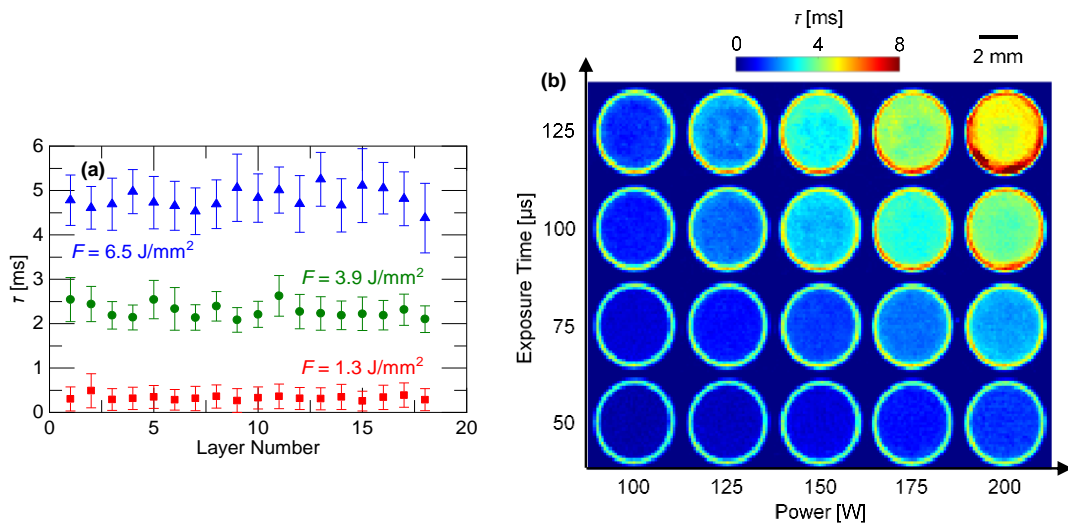 τ [ms]
0 4 8
2 mm
(a)
(b)
6
5
4
3
2
1
0
τ [ms]
F = 6.5 J/mm²
F = 3.9 J/mm²
F = 1.3 J/mm²
0 5 10 15 20
Layer Number
Exposure Time [µs]
125
100
75
50
100 125 150 175 200
Power [W]